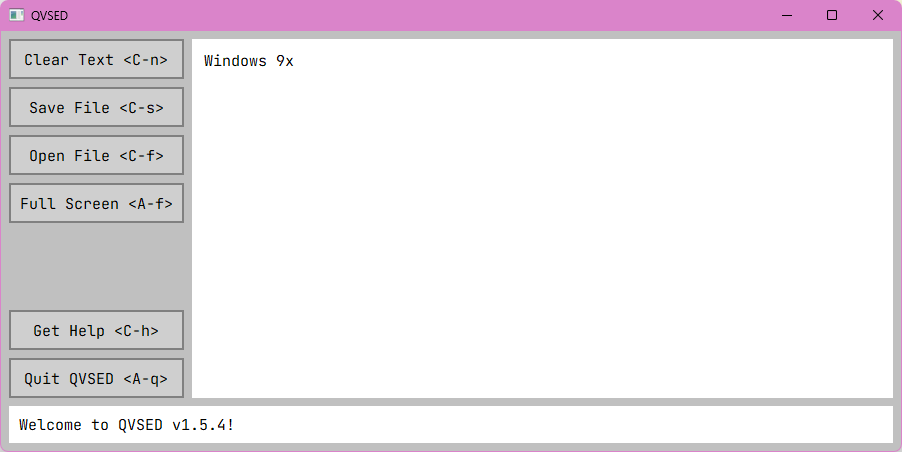 QVSED
Clear Text <C-n>
Save File <C-s>
Open File <C-f>
Full Screen <A-f>
Get Help <C-h>
Quit QVSED <A-q>
Windows 9x
Welcome to QVSED v1.5.4!